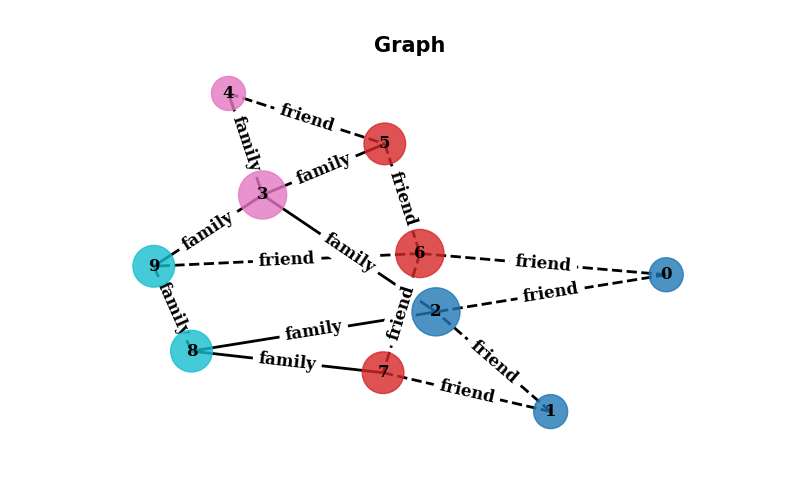 Graph
4
friend
5
family
family
3
friend
family
family
6
9
friend
friend
0
friend
2
family
friend
family
8
family
friend
7
friend
1